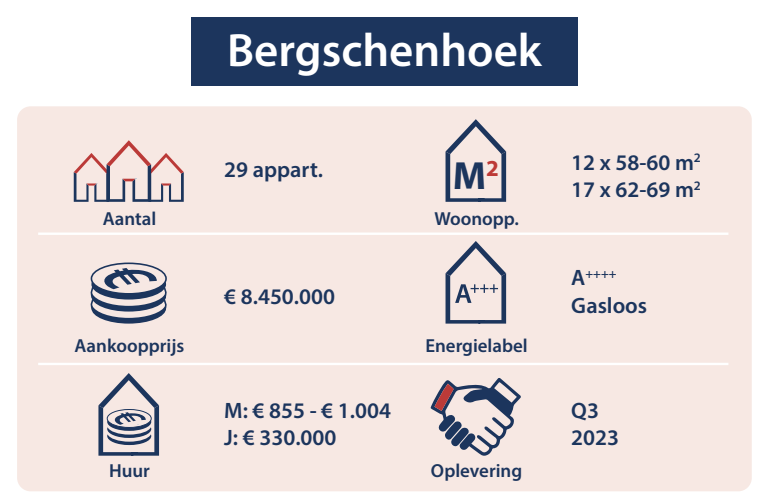 Bergschenhoek
Aantal
29 appart.
M²
Woonopp.
12 x 58-60 m²
17 x 62-69 m²
Aankoopprijs
€ 8.450.000
A⁺⁺⁺
Energielabel
A⁺⁺⁺⁺
Gasloos
€
Huur
M: € 855 - € 1.004
J: € 330.000
Oplevering
Q3
2023